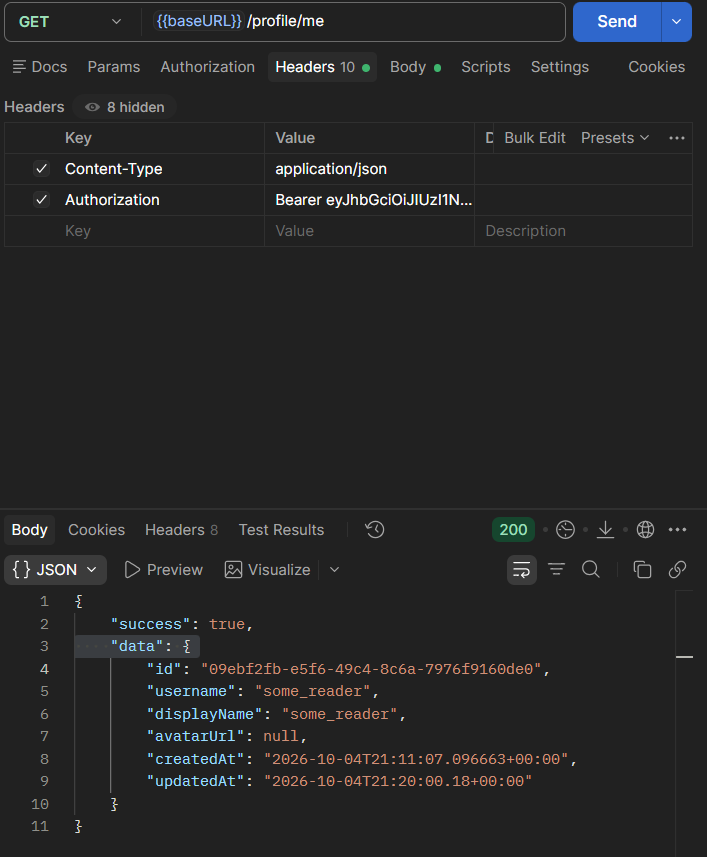 GET {{baseURL}} /profile/me Send
Docs Params Authorization Headers 10 Body Scripts Settings Cookies
Headers 8 hidden
Key Value D Bulk Edit Presets
Content-Type application/json
Authorization Bearer eyJhbGciOiJIUzI1N...
Key Value Description
Body Cookies Headers 8 Test Results 200
{} JSON Preview Visualize
1 {
2 "success": true,
3 "data": {
4 "id": "09ebf2fb-e5f6-49c4-8c6a-7976f9160de0",
5 "username": "some_reader",
6 "displayName": "some_reader",
7 "avatarUrl": null,
8 "createdAt": "2026-10-04T21:11:07.096663+00:00",
9 "updatedAt": "2026-10-04T21:20:00.18+00:00"
10 }
11 }